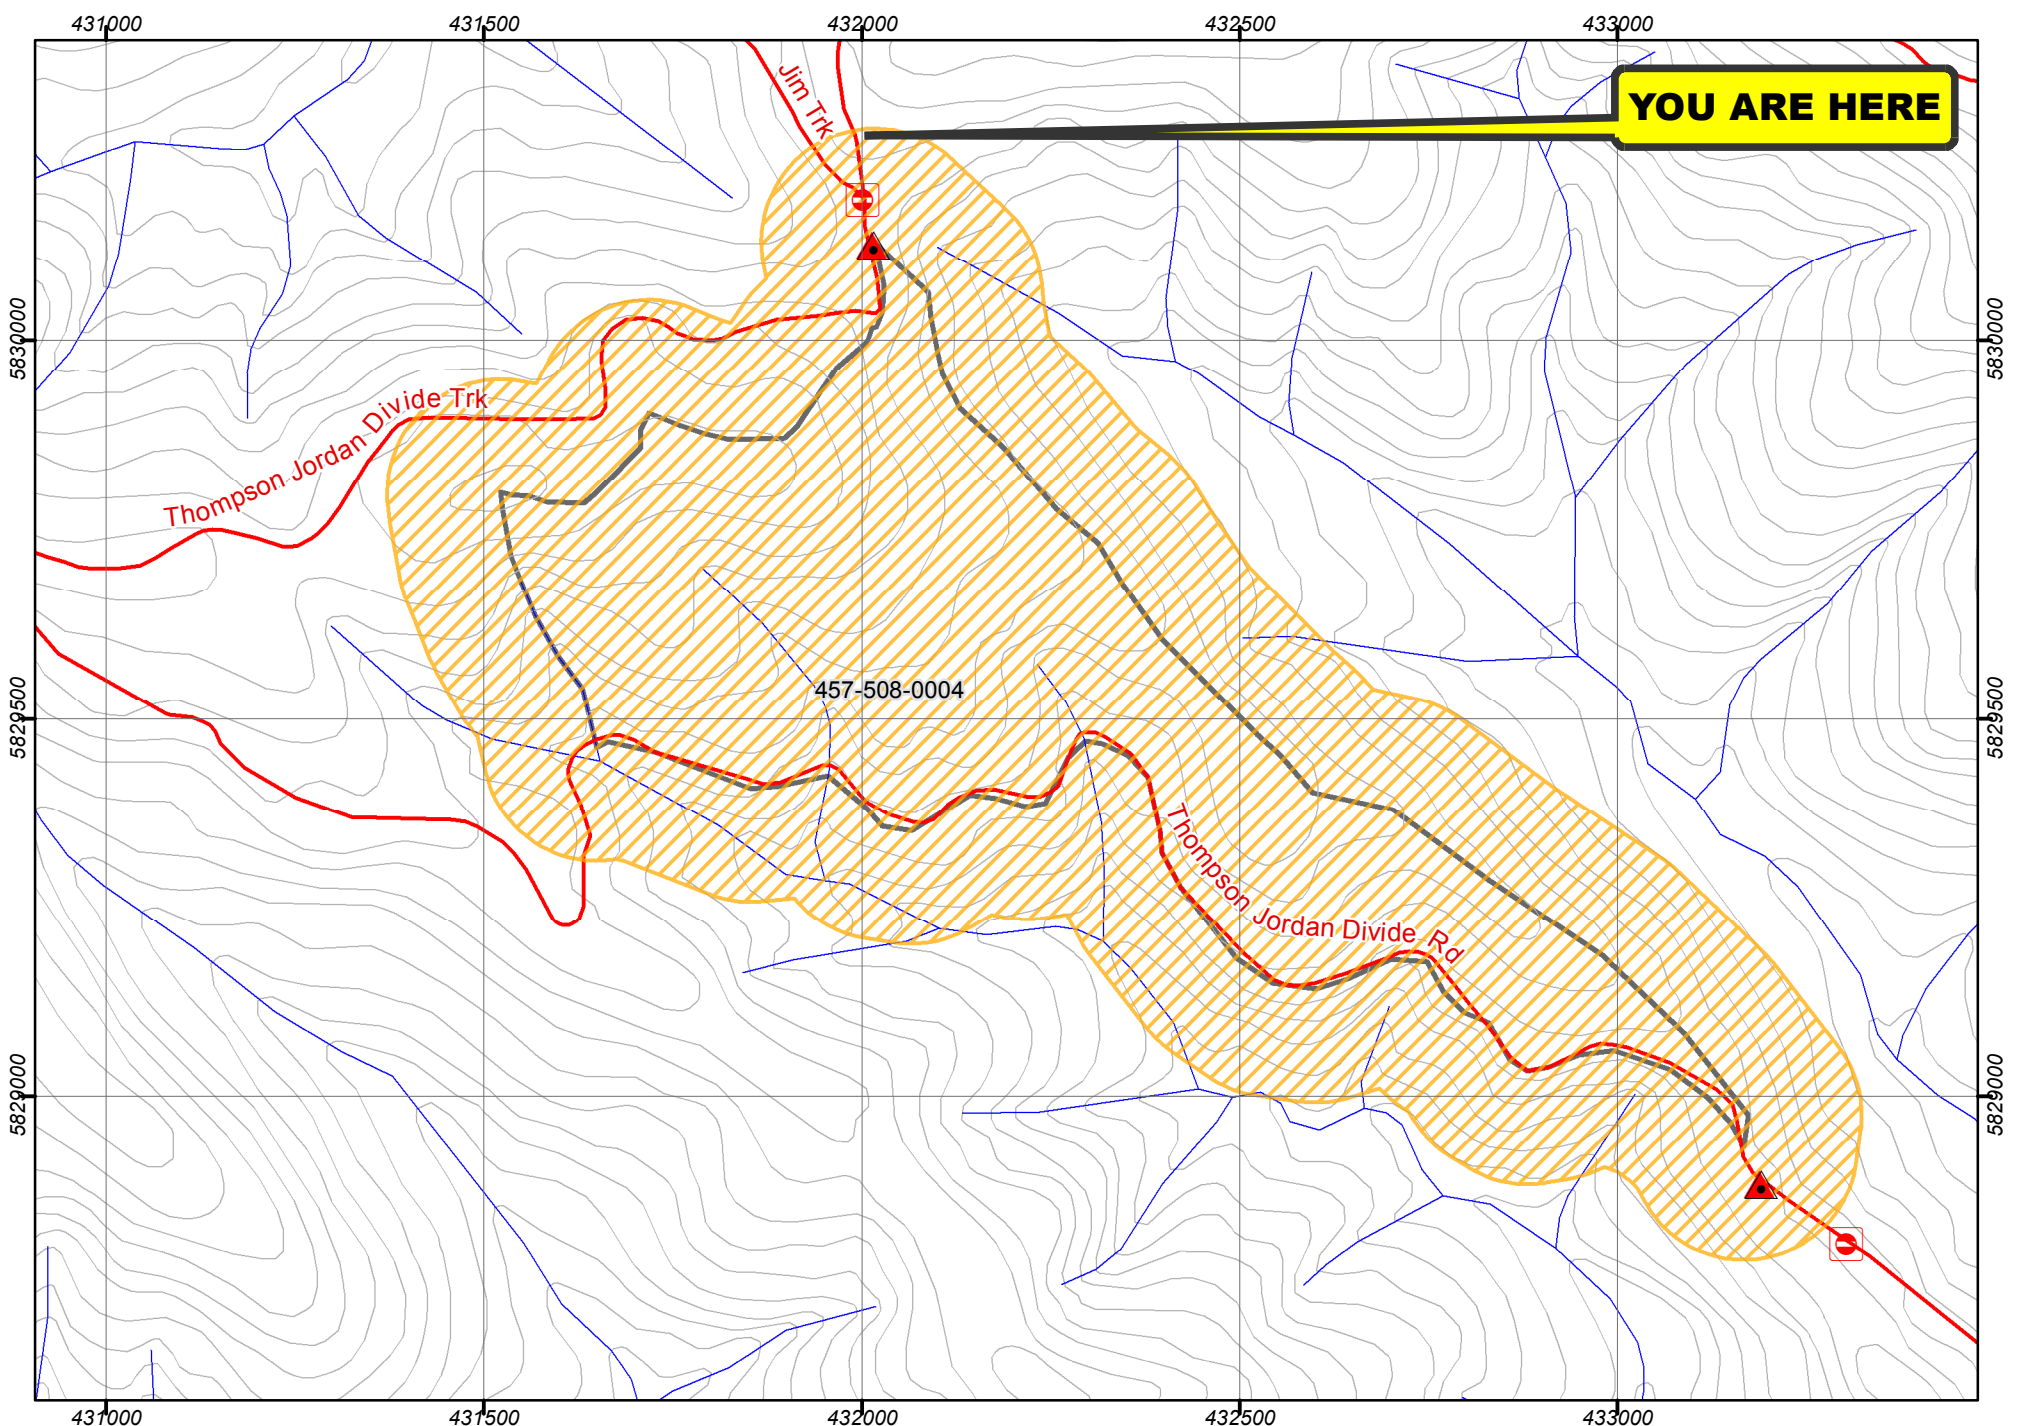 431000 431500 432000 432500 433000
YOU ARE HERE
Jim Trk
5830000 5830000
Thompson Jordan Divide Trk
457-508-0004
5829500 5829500
Thompson Jordan Divide Rd
5829000 5829000
431000 431500 432000 432500 433000